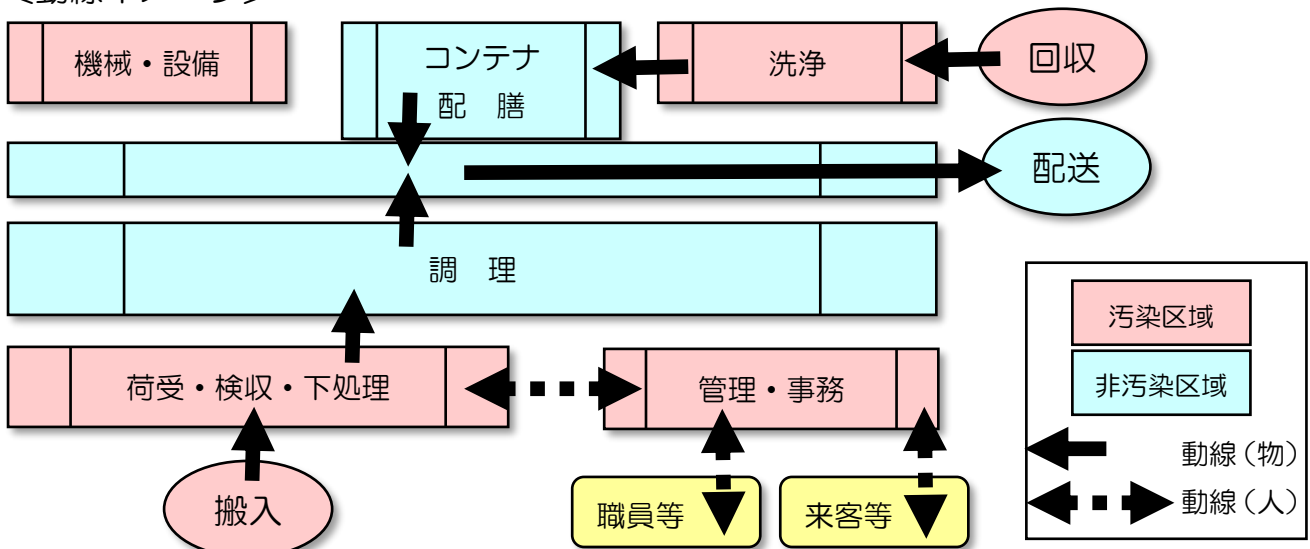 機械・設備
コンテナ
配　膳
洗浄
回収
配送
調　理
荷受・検収・下処理
管理・事務
搬入
職員等
来客等
汚染区域
非汚染区域
動線（物）
動線（人）